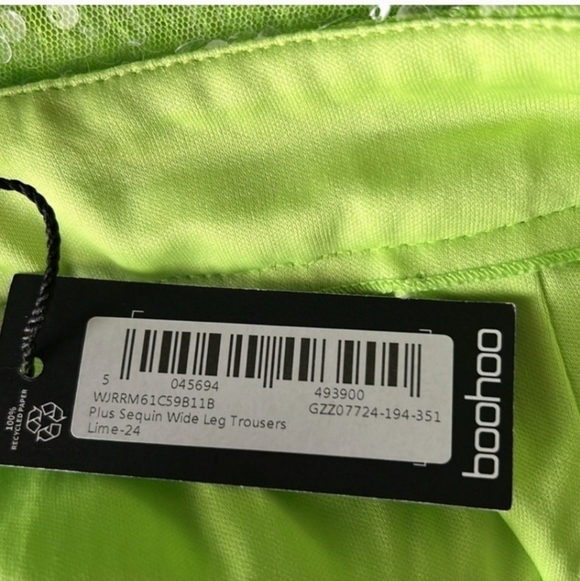 5 045694 493900
WJRRM61C59B11B GZZ07724-194-351
Plus Sequin Wide Leg Trousers
Lime-24
boohoo
100%
RECYCLED PAPER